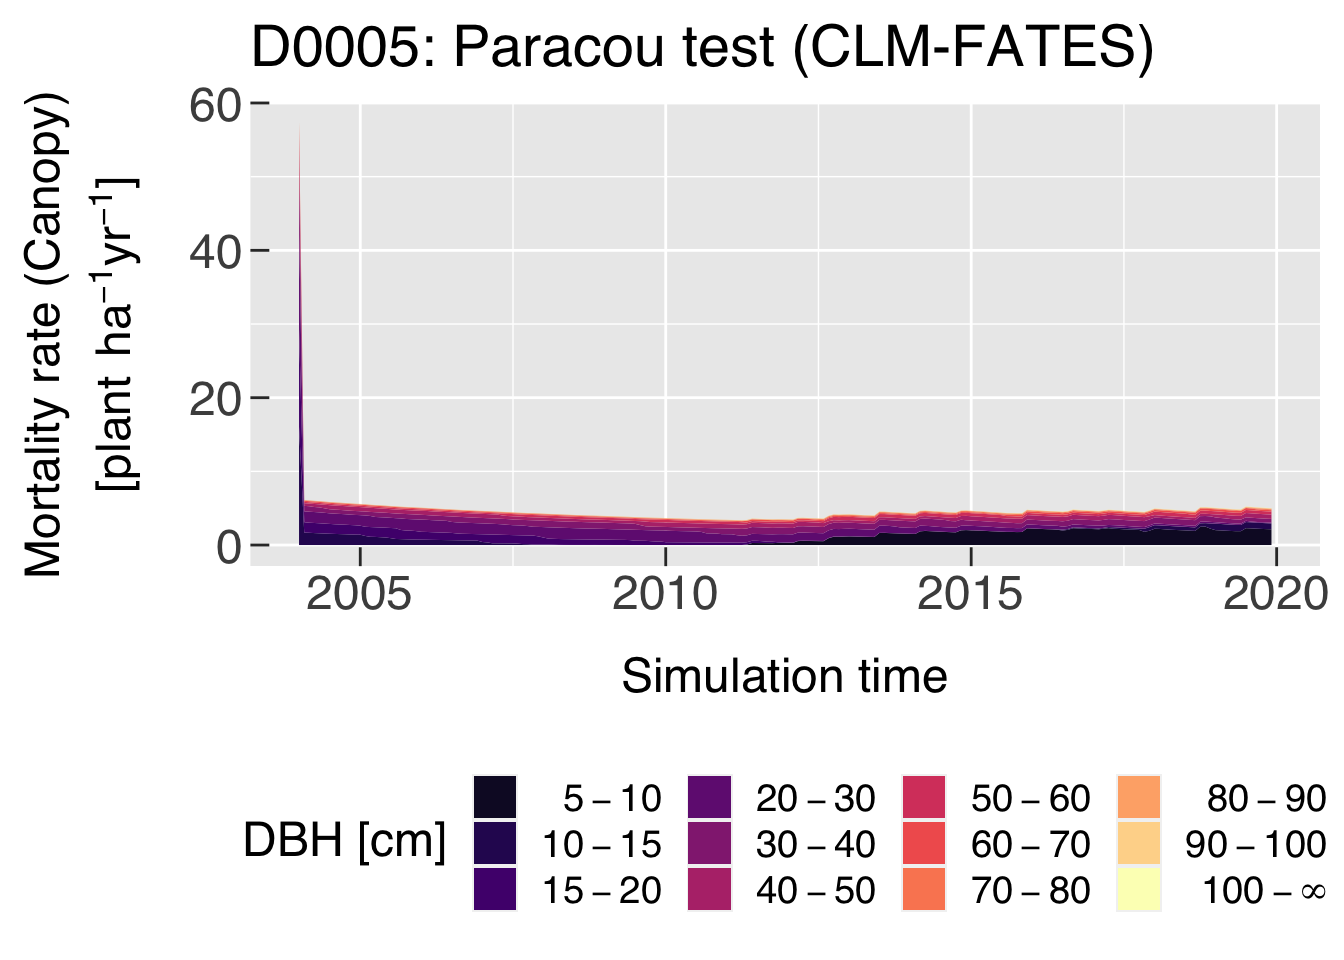 D0005: Paracou test (CLM-FATES)
Mortality rate (Canopy)
[plant ha⁻¹yr⁻¹]
60
40
20
0
2005 2010 2015 2020
Simulation time
DBH [cm]
5 – 10 20 – 30 50 – 60 80 – 90
10 – 15 30 – 40 60 – 70 90 – 100
15 – 20 40 – 50 70 – 80 100 – ∞